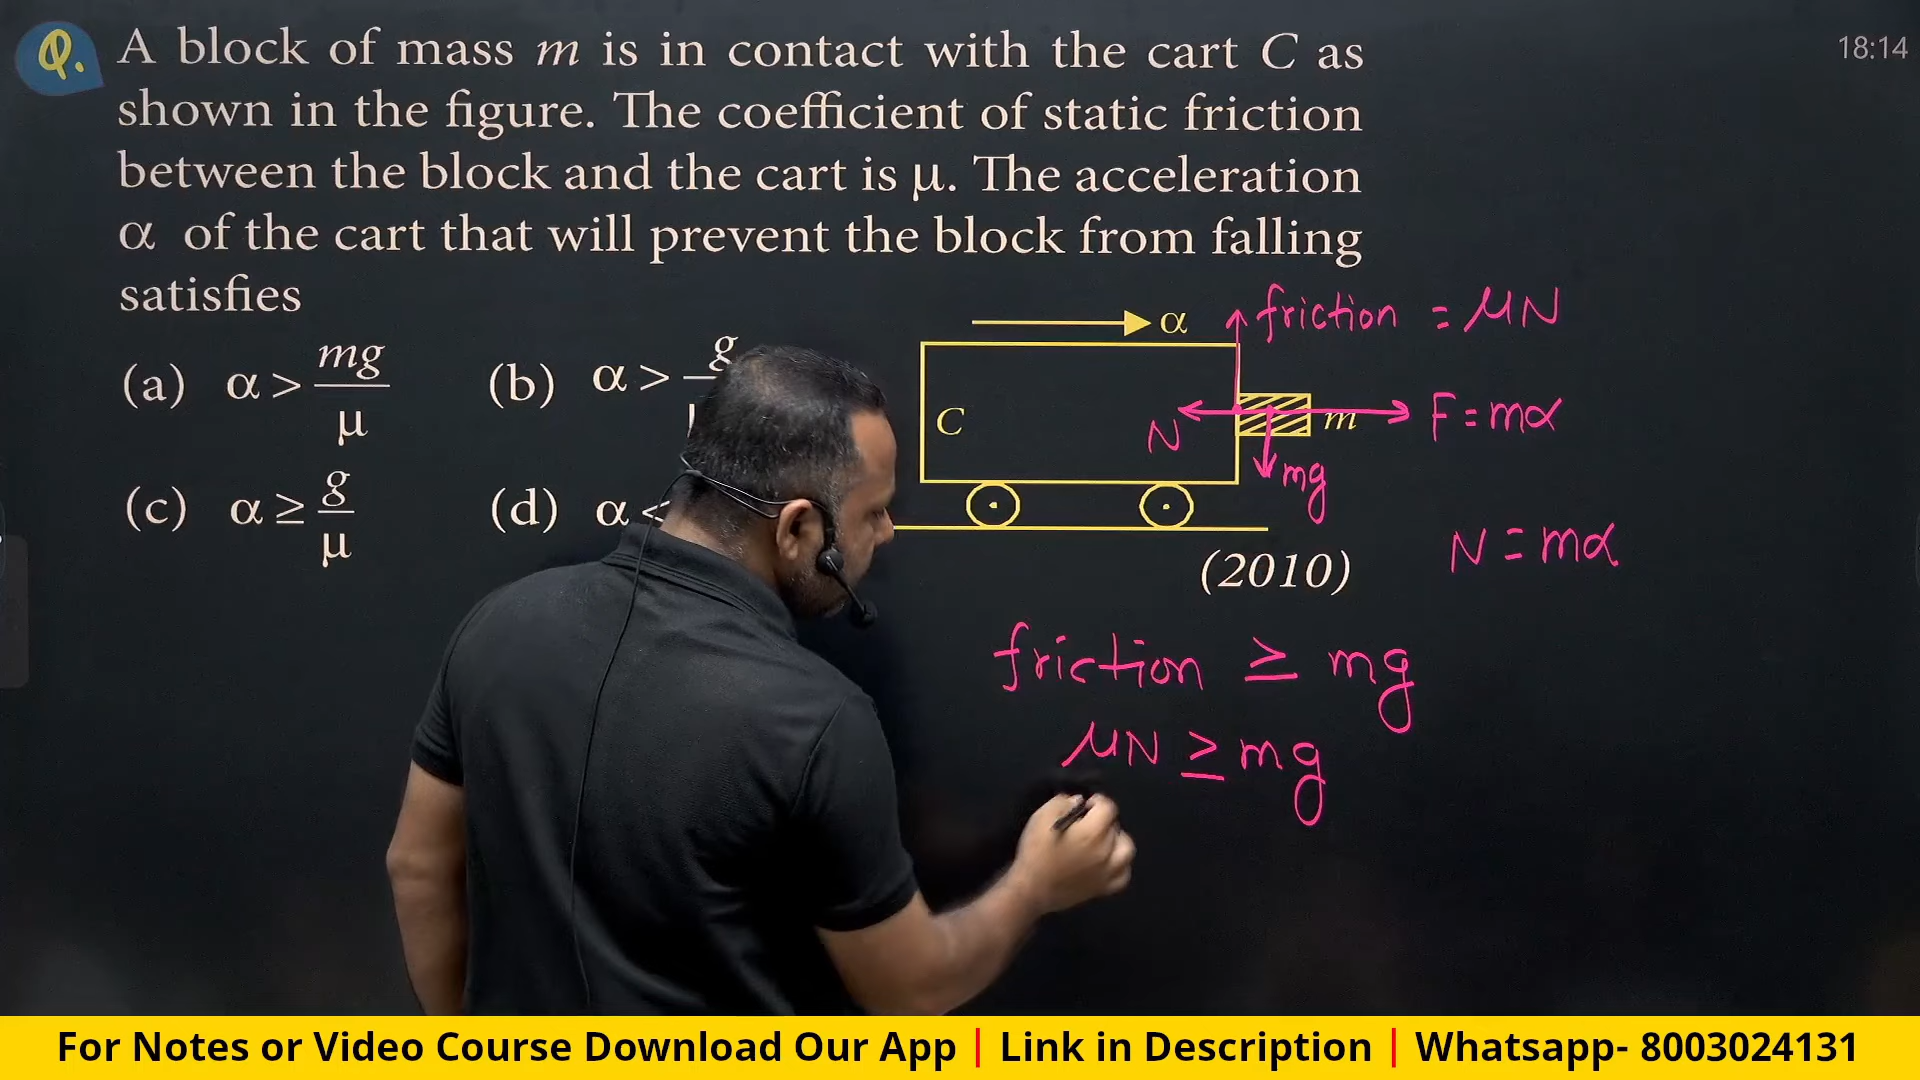 Q. A block of mass m is in contact with the cart C as
18:14
shown in the figure. The coefficient of static friction
between the block and the cart is μ. The acceleration
α of the cart that will prevent the block from falling
satisfies
(a) α > mg/μ
(b) α > g
(c) α ≥ g/μ
(d) α <
α
friction = μN
C
N
m
F = mα
mg
(2010)
N = mα
friction ≥ mg
μN ≥ mg
For Notes or Video Course Download Our App | Link in Description | Whatsapp- 8003024131